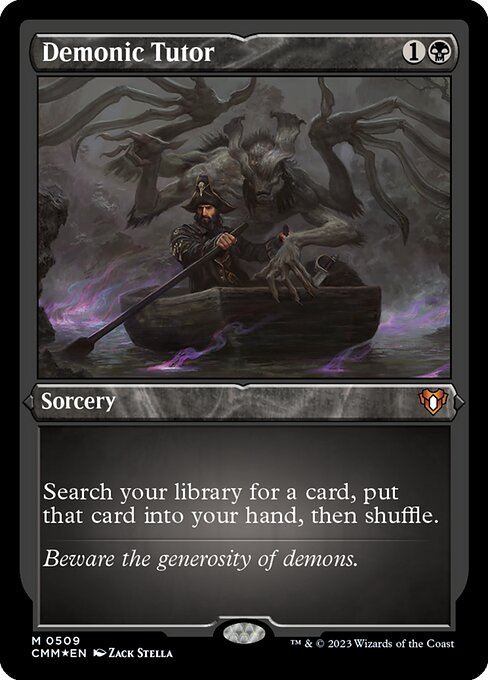 Demonic Tutor 1
Sorcery
Search your library for a card, put
that card into your hand, then shuffle.
Beware the generosity of demons.
M 0509
CMM★EN Zack Stella
™ & © 2023 Wizards of the Coast